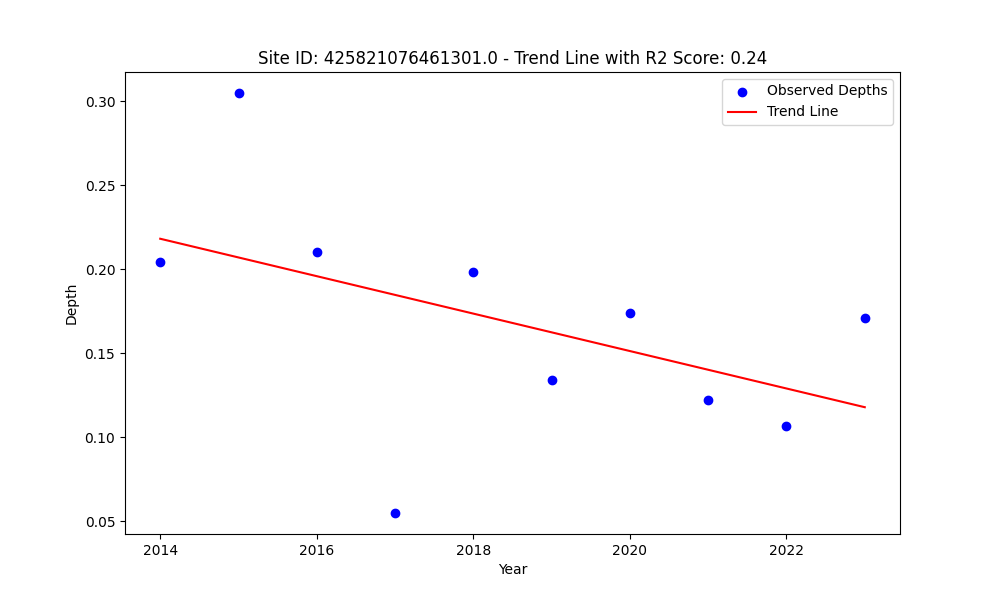 Site ID: 425821076461301.0 - Trend Line with R2 Score: 0.24
Observed Depths
Trend Line
0.30
0.25
0.20
0.15
0.10
0.05
Depth
2014
2016
2018
2020
2022
Year